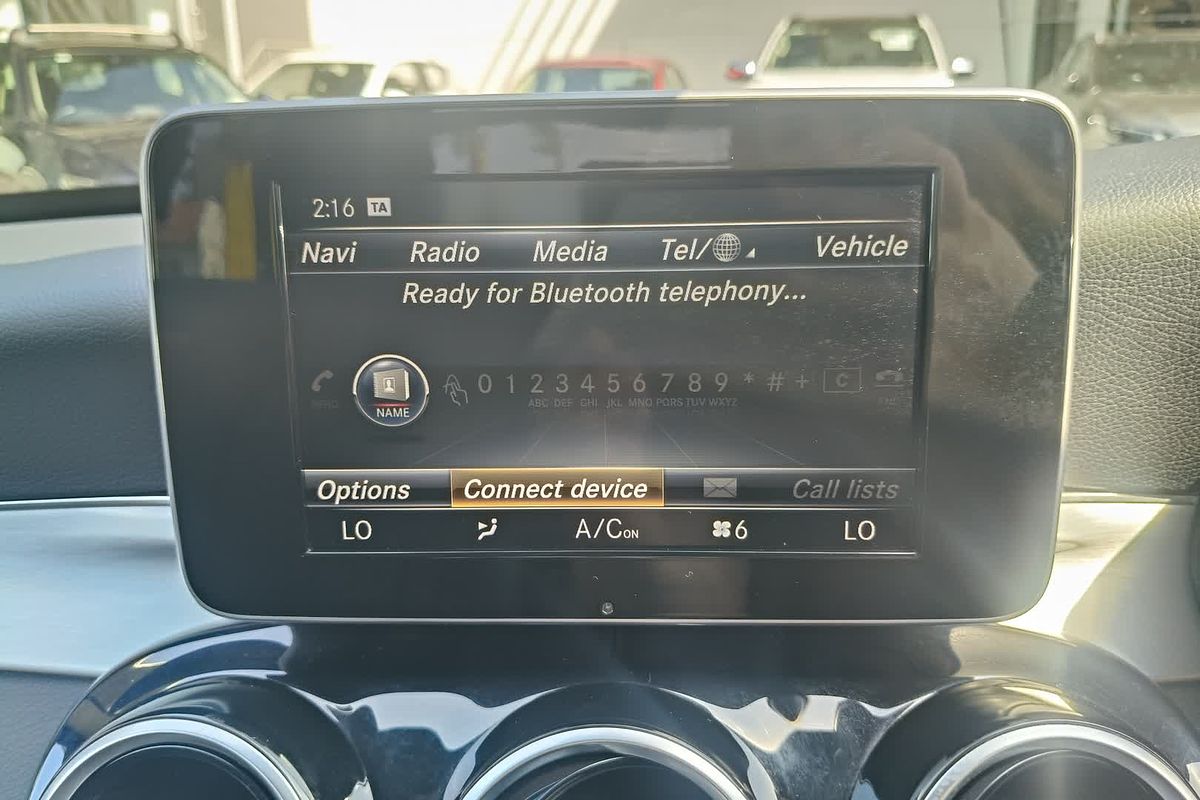 2:16 TA
Navi Radio Media Tel/ Vehicle
Ready for Bluetooth telephony...
NAME 0 1 2 3 4 5 6 7 8 9 * # + C
ABC DEF GHI JKL MNO PQRS TUV WXYZ
Options Connect device Call lists
LO A/C ON 6 LO